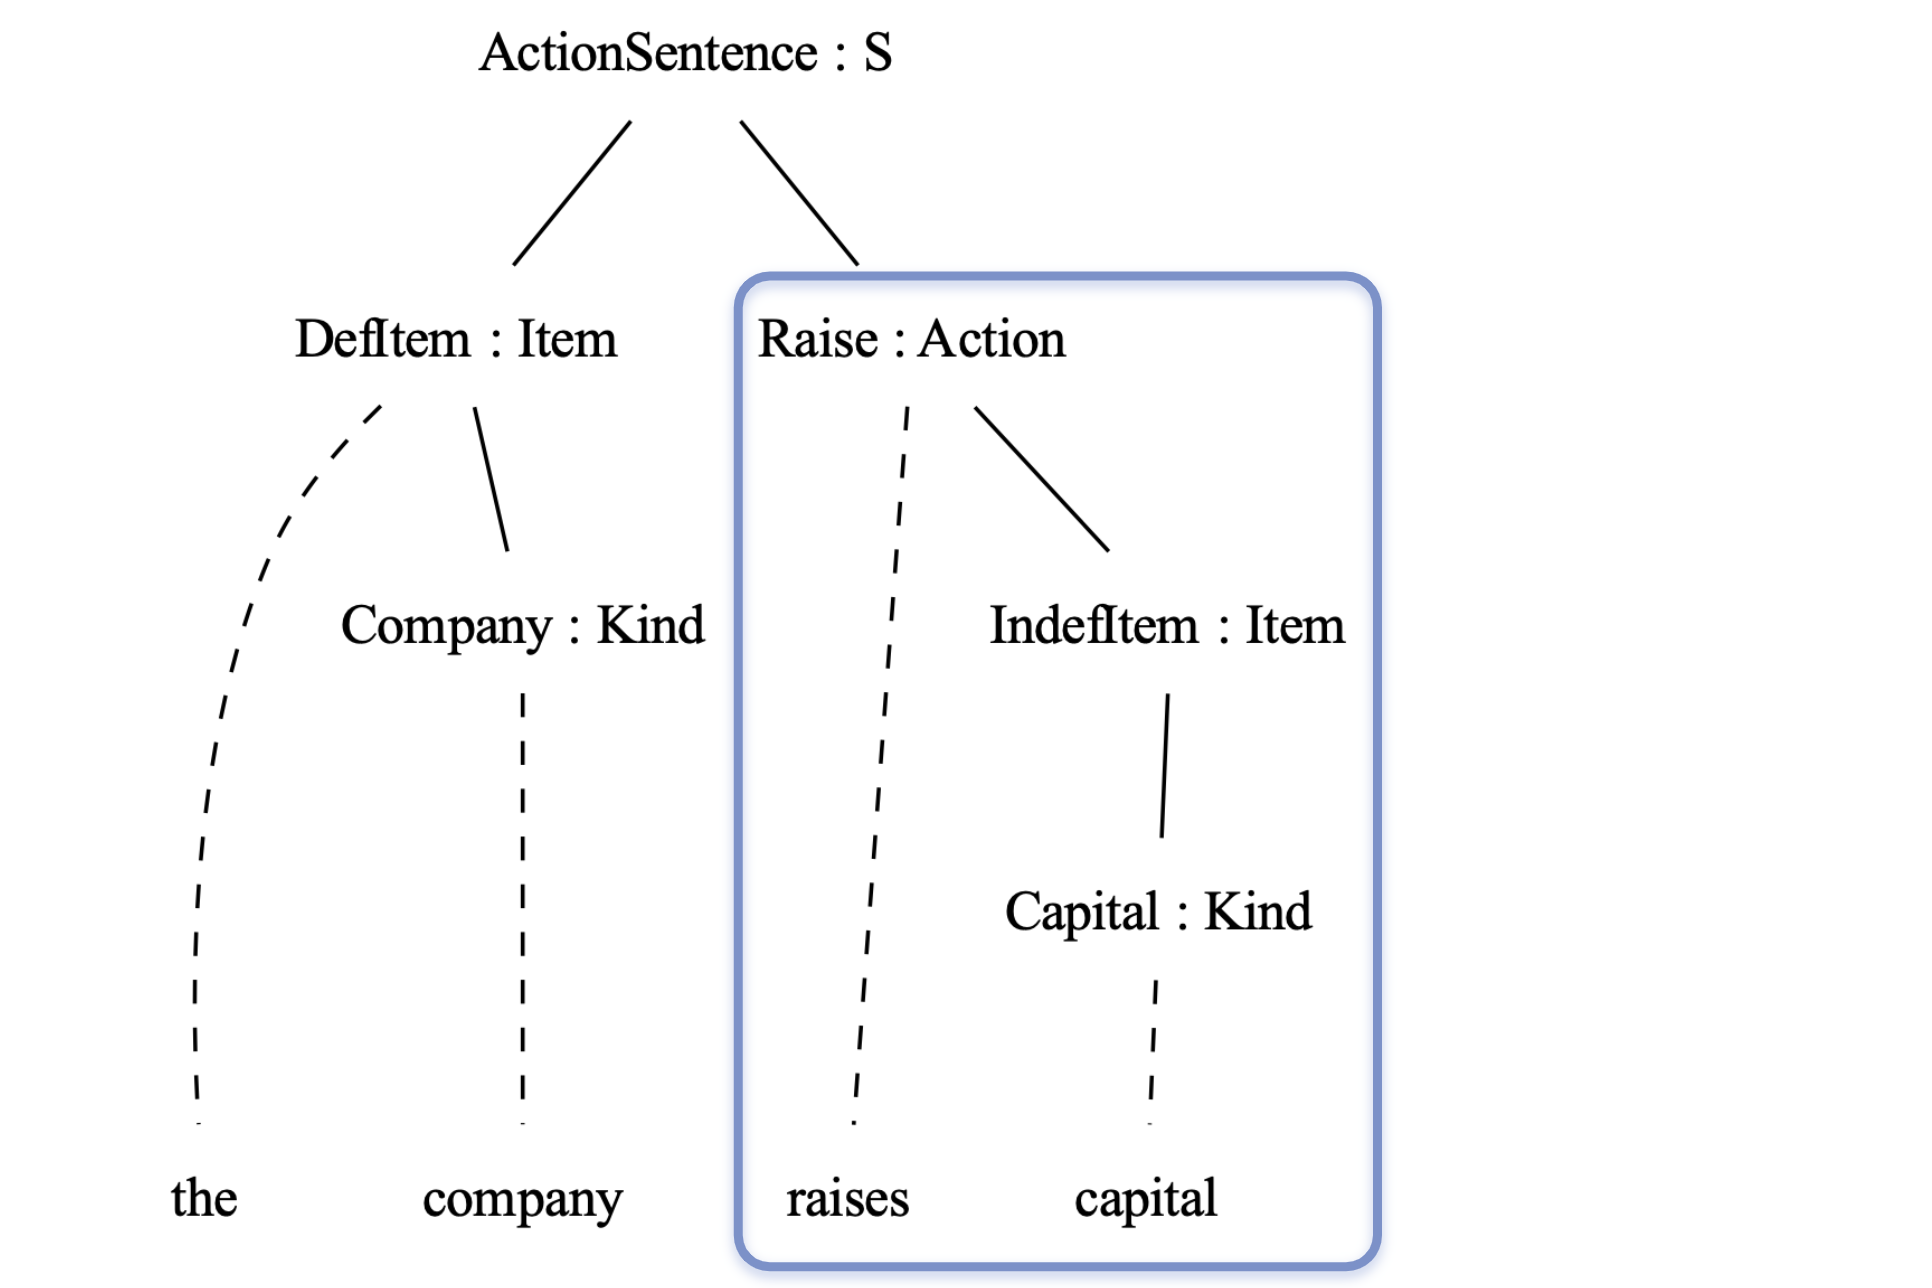 ActionSentence : S
DefItem : Item
Raise : Action
Company : Kind
IndefItem : Item
Capital : Kind
the company raises capital